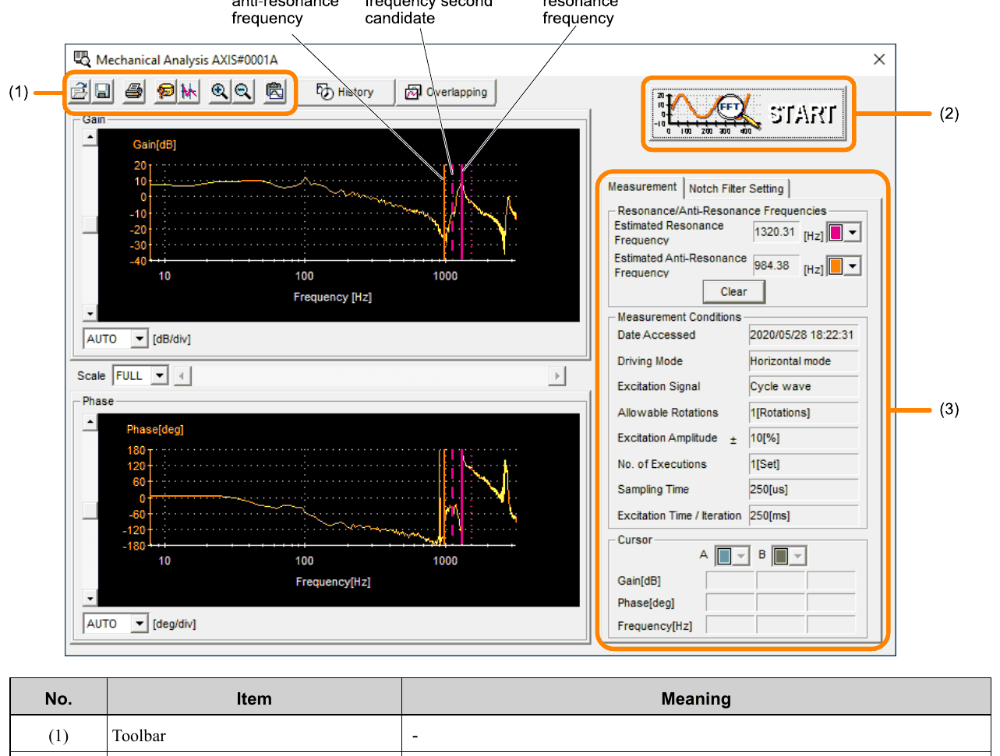 anti-resonance
frequency
frequency second
candidate
resonance
frequency
Mechanical Analysis AXIS#0001A
(1)
History
Overlapping
20
10
0
-10
0 100 200 300 400
FFT
START
(2)
Gain
Gain[dB]
20
10
0
-10
-20
-30
-40
10 100 1000
Frequency [Hz]
AUTO [dB/div]
Scale FULL
Phase
Phase[deg]
180
120
60
0
-60
-120
-180
10 100 1000
Frequency[Hz]
AUTO [deg/div]
Measurement
Notch Filter Setting
Resonance/Anti-Resonance Frequencies
Estimated Resonance
Frequency
1320.31 [Hz]
Estimated Anti-Resonance
Frequency
984.38 [Hz]
Clear
Measurement Conditions
Date Accessed 2020/05/28 18:22:31
Driving Mode Horizontal mode
Excitation Signal Cycle wave
Allowable Rotations 1[Rotations]
Excitation Amplitude ± 10[%]
No. of Executions 1[Set]
Sampling Time 250[us]
Excitation Time / Iteration 250[ms]
Cursor
A B
Gain[dB]
Phase[deg]
Frequency[Hz]
(3)
No. Item Meaning
(1) Toolbar -